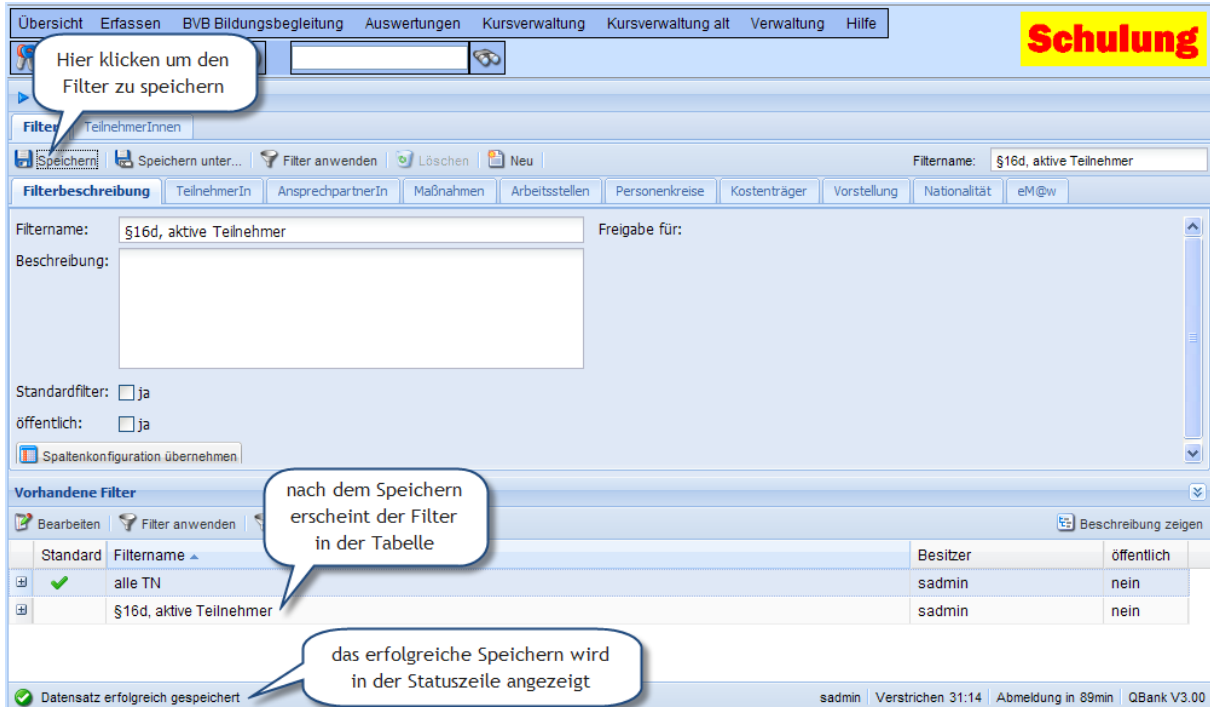 Übersicht Erfassen BVB Bildungsbegleitung Auswertungen Kursverwaltung Kursverwaltung alt Verwaltung Hilfe
Schulung
Hier klicken um den
Filter zu speichern
Filter TeilnehmerInnen
Speichern Speichern unter... Filter anwenden Löschen Neu Filtername: §16d, aktive Teilnehmer
Filterbeschreibung TeilnehmerIn AnsprechpartnerIn Maßnahmen Arbeitsstellen Personenkreise Kostenträger Vorstellung Nationalität eM@w
Filtername: §16d, aktive Teilnehmer Freigabe für:
Beschreibung:
Standardfilter: ja
öffentlich: ja
Spaltenkonfiguration übernehmen
Vorhandene Filter
nach dem Speichern
erscheint der Filter
in der Tabelle
Bearbeiten Filter anwenden Beschreibung zeigen
Standard Filtername Besitzer öffentlich
alle TN sadmin nein
§16d, aktive Teilnehmer sadmin nein
das erfolgreiche Speichern wird
in der Statuszeile angezeigt
Datensatz erfolgreich gespeichert sadmin Verstrichen 31:14 Abmeldung in 89min QBank V3.00